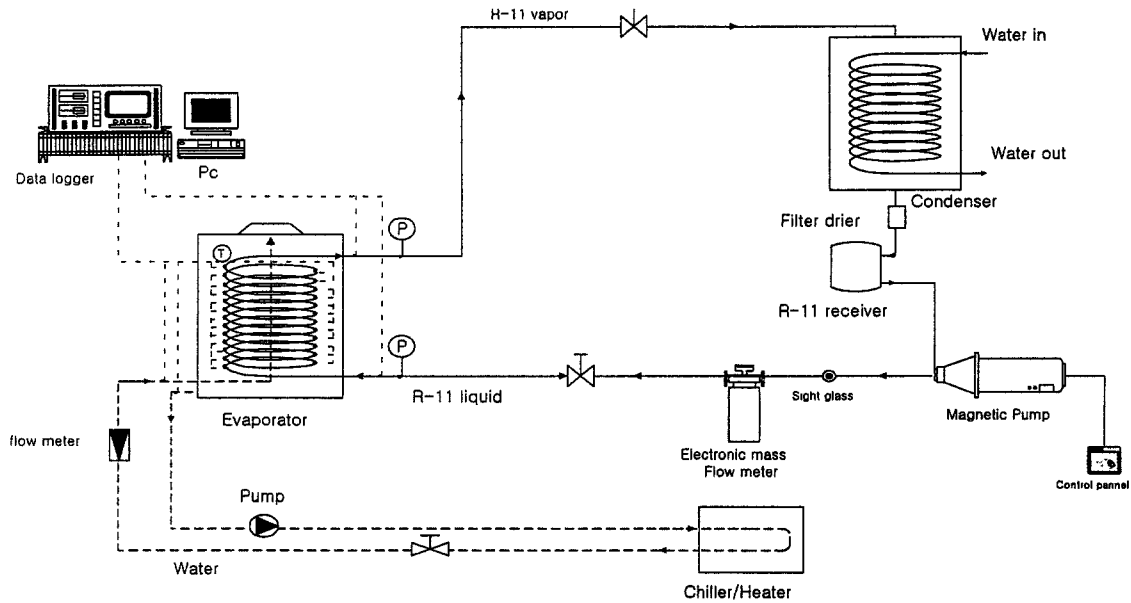 R-11 vapor
Water in
Water out
Condenser
Data logger
Pc
Filter drier
R-11 receiver
T
P
P
R-11 liquid
Evaporator
Sight glass
Magnetic Pump
flow meter
Electronic mass
Flow meter
Control pannel
Pump
Water
Chiller/Heater